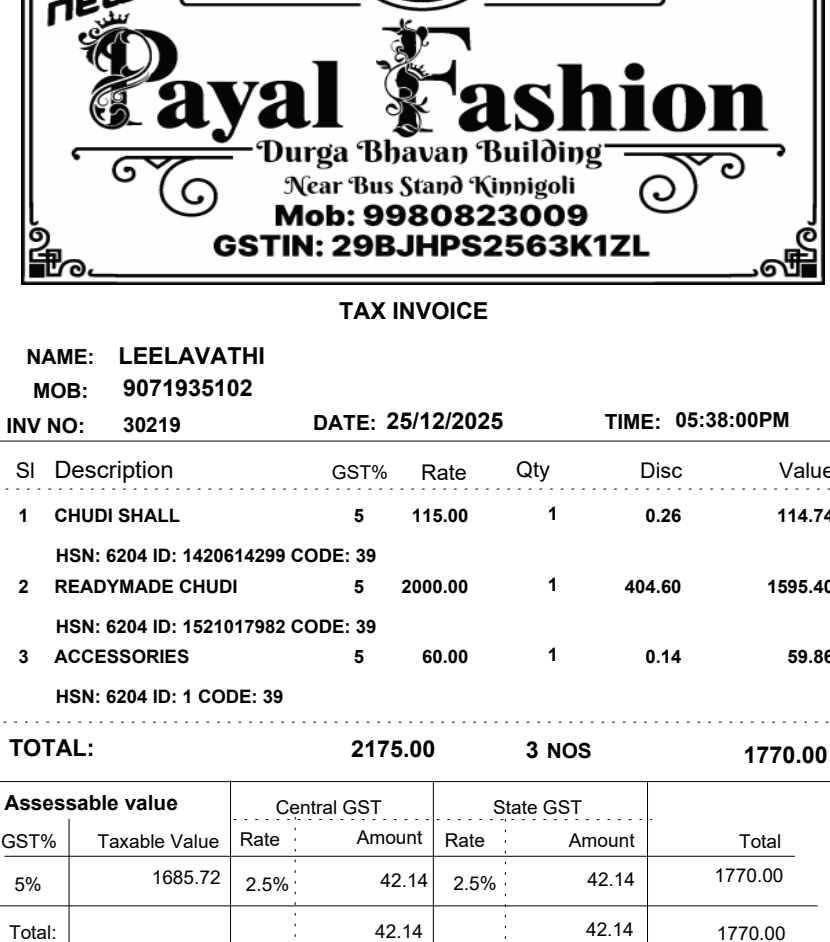 new
Payal Fashion
Durga Bhavan Building
Near Bus Stand Kinnigoli
Mob: 9980823009
GSTIN: 29BJHPS2563K1ZL
TAX INVOICE
NAME: LEELAVATHI
MOB: 9071935102
INV NO: 30219 DATE: 25/12/2025 TIME: 05:38:00PM
Sl Description GST% Rate Qty Disc Value
1 CHUDI SHALL 5 115.00 1 0.26 114.74
HSN: 6204 ID: 1420614299 CODE: 39
2 READYMADE CHUDI 5 2000.00 1 404.60 1595.40
HSN: 6204 ID: 1521017982 CODE: 39
3 ACCESSORIES 5 60.00 1 0.14 59.86
HSN: 6204 ID: 1 CODE: 39
TOTAL: 2175.00 3 NOS 1770.00
Assessable value Central GST State GST
GST% Taxable Value Rate Amount Rate Amount Total
5% 1685.72 2.5% 42.14 2.5% 42.14 1770.00
Total: 42.14 42.14 1770.00